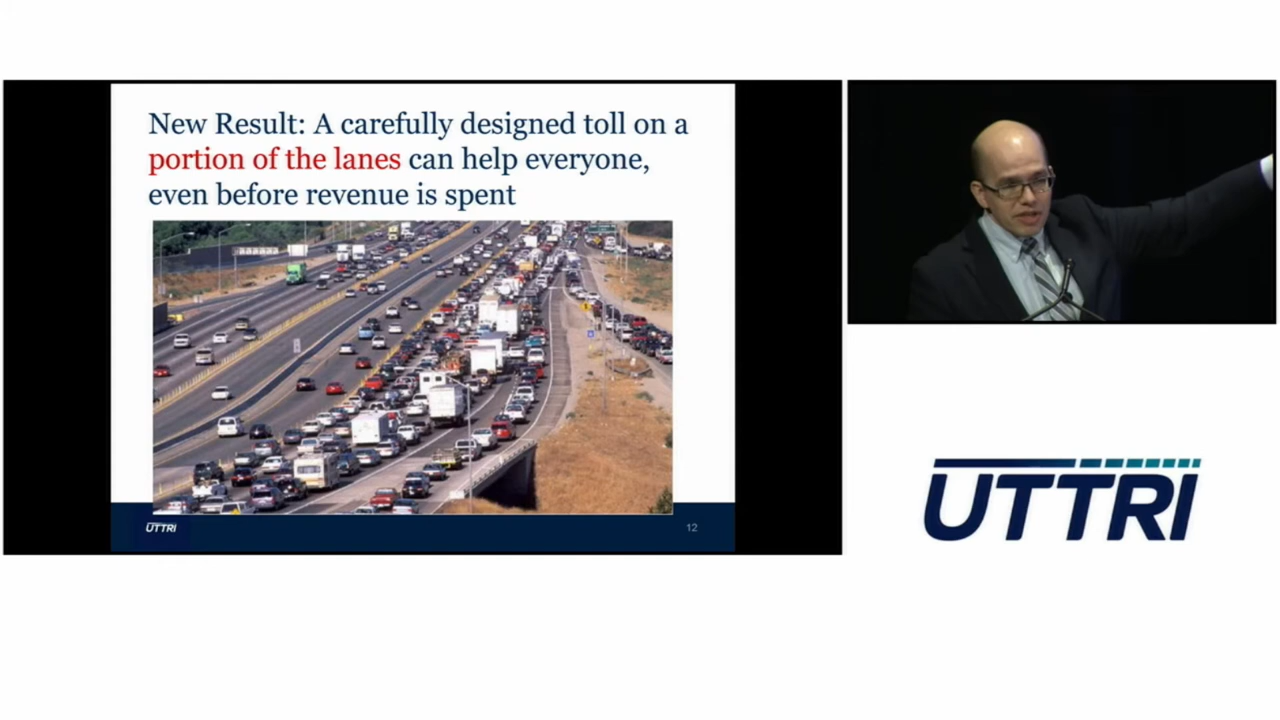 New Result: A carefully designed toll on a
portion of the lanes can help everyone,
even before revenue is spent
UTTRI
12
UTTRI